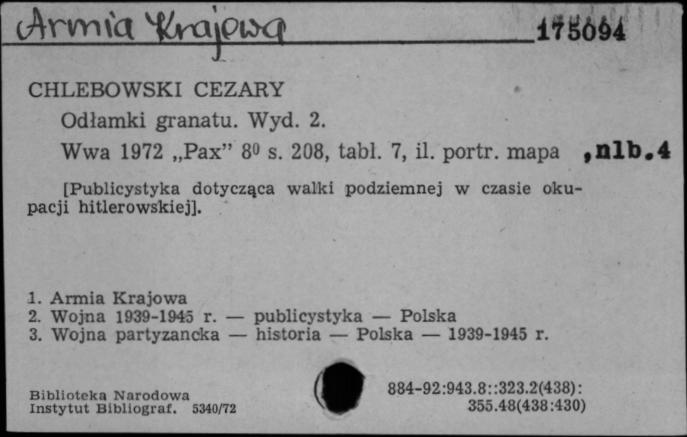 Armia Krajowa 175094
CHLEBOWSKI CEZARY
Odłamki granatu. Wyd. 2.
Wwa 1972 „Pax” 8⁰ s. 208, tabl. 7, il. portr. mapa ,nlb.4
[Publicystyka dotycząca walki podziemnej w czasie oku-
pacji hitlerowskiej].
1. Armia Krajowa
2. Wojna 1939-1945 r. — publicystyka — Polska
3. Wojna partyzancka — historia — Polska — 1939-1945 r.
Biblioteka Narodowa
Instytut Bibliograf. 5340/72
884-92:943.8::323.2(438):
355.48(438:430)